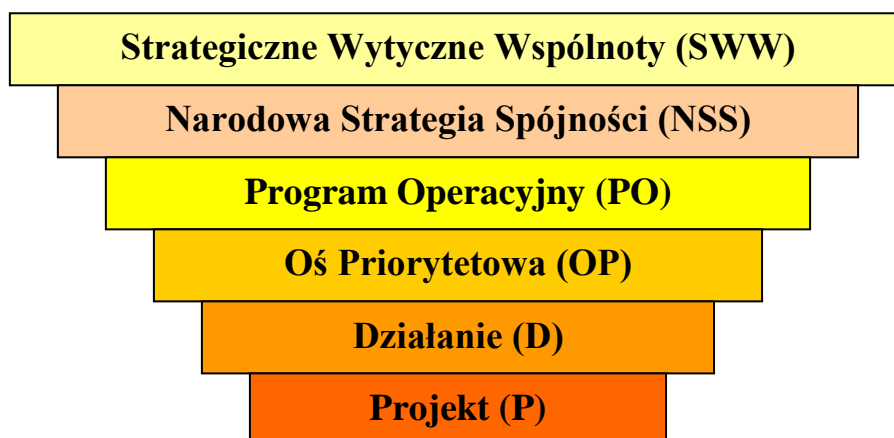 Strategiczne Wytyczne Wspólnoty (SWW)
Narodowa Strategia Spójności (NSS)
Program Operacyjny (PO)
Oś Priorytetowa (OP)
Działanie (D)
Projekt (P)